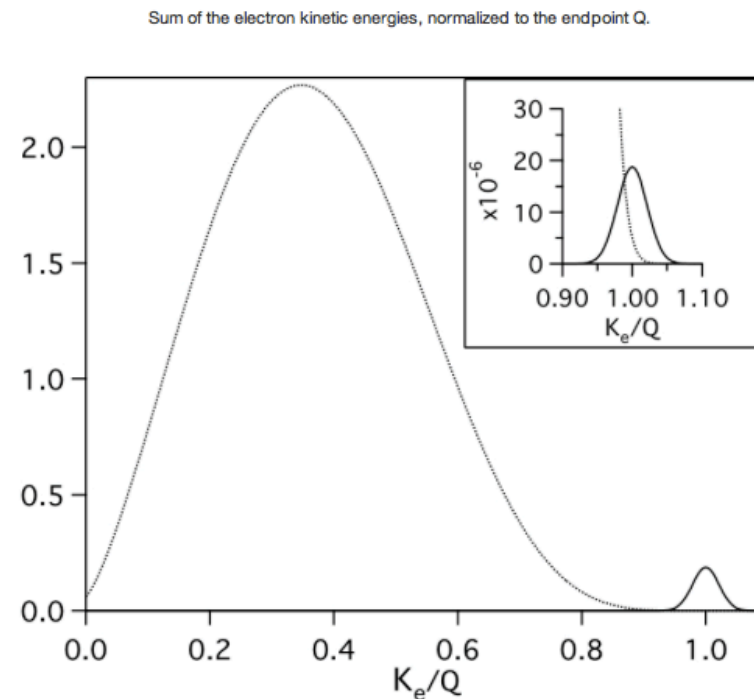 Sum of the electron kinetic energies, normalized to the endpoint Q.
2.0
1.5
1.0
0.5
0.0
0.0 0.2 0.4 0.6 0.8 1.0
Kₑ/Q
30
20
10
0
x10⁻⁶
0.90 1.00 1.10
Kₑ/Q